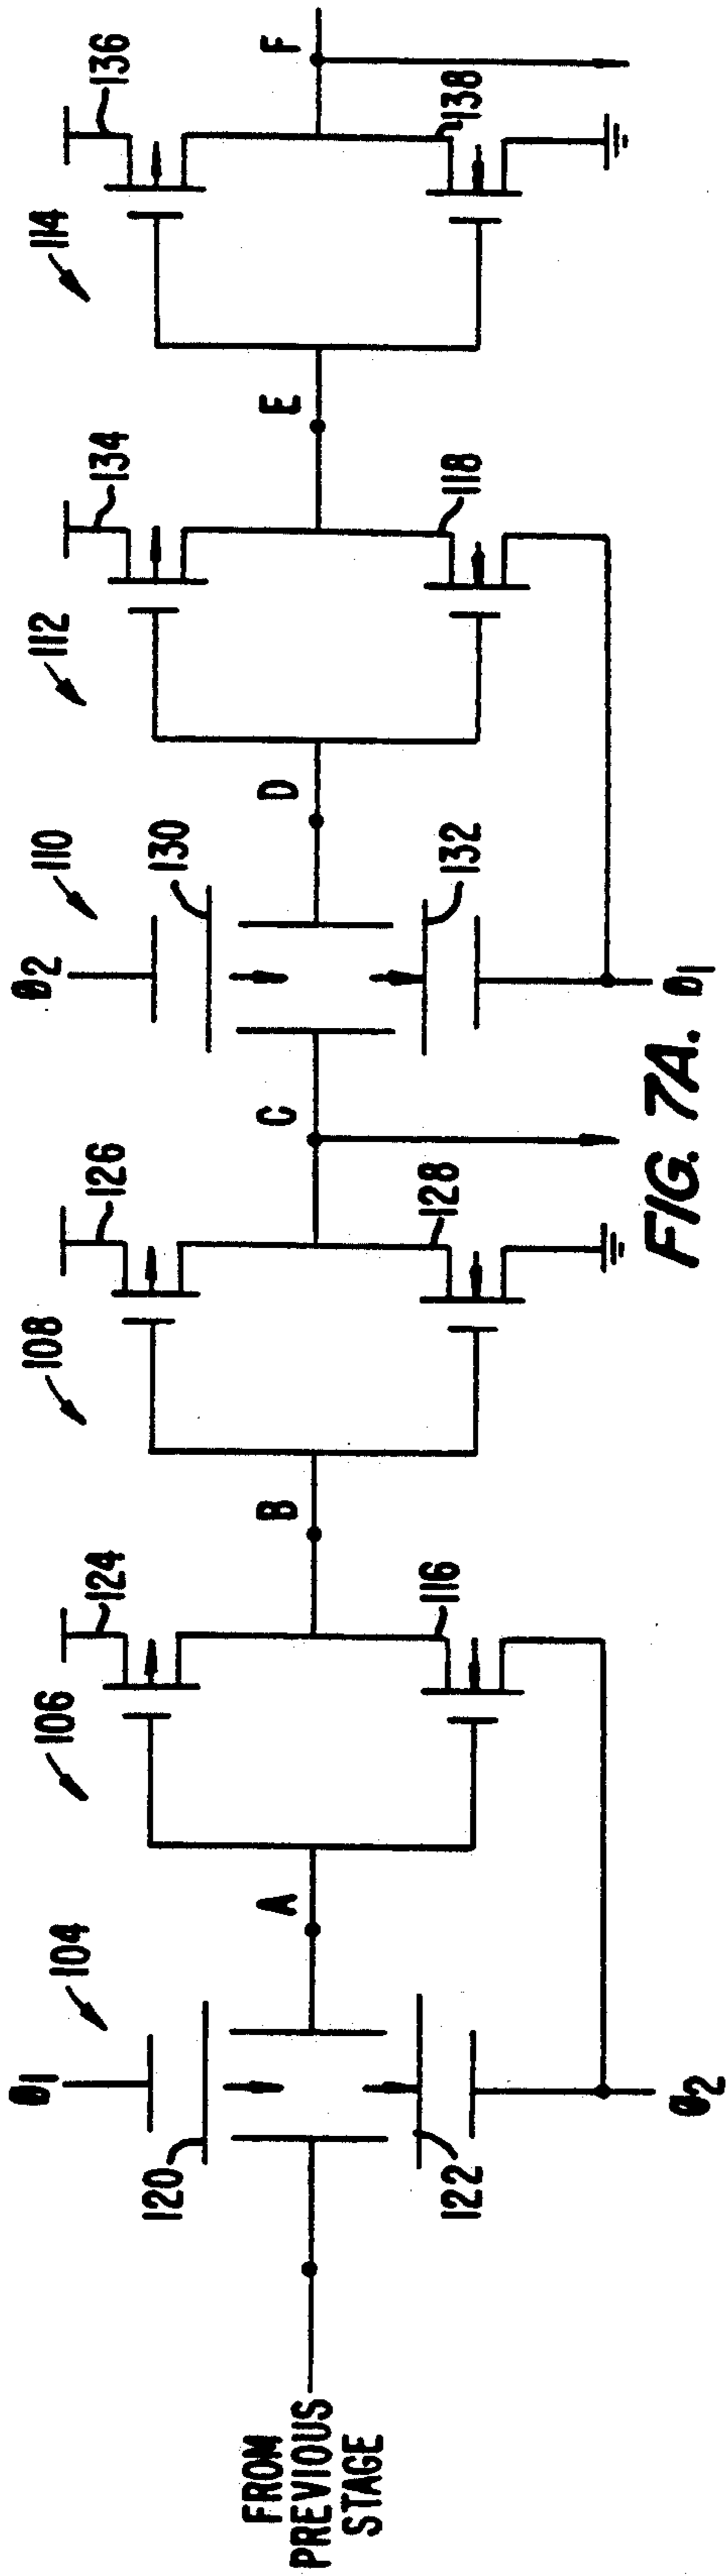 FROM
PREVIOUS
STAGE
Ø1
104
120
122
Ø2
A
106
124
116
B
108
126
128
C
Ø2
110
130
132
Ø1
D
112
134
118
E
114
136
138
F
FIG. 7A.